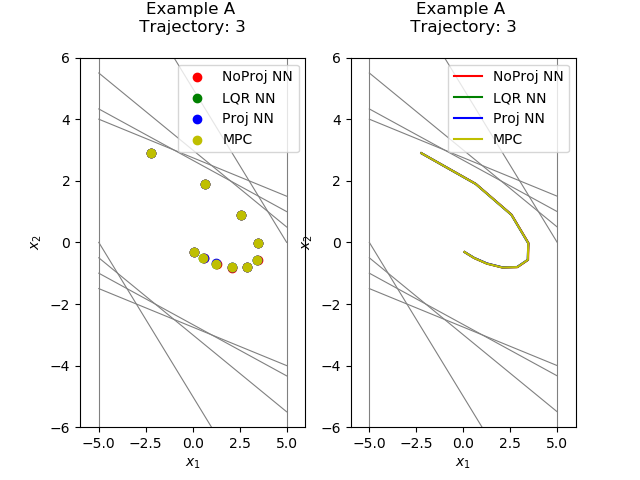 Example A
Trajectory: 3
6
4
2
0
−2
−4
−6
x₂
−5.0
−2.5
0.0
2.5
5.0
x₁
NoProj NN
LQR NN
Proj NN
MPC
Example A
Trajectory: 3
6
4
2
0
−2
−4
−6
x₂
−5.0
−2.5
0.0
2.5
5.0
x₁
NoProj NN
LQR NN
Proj NN
MPC